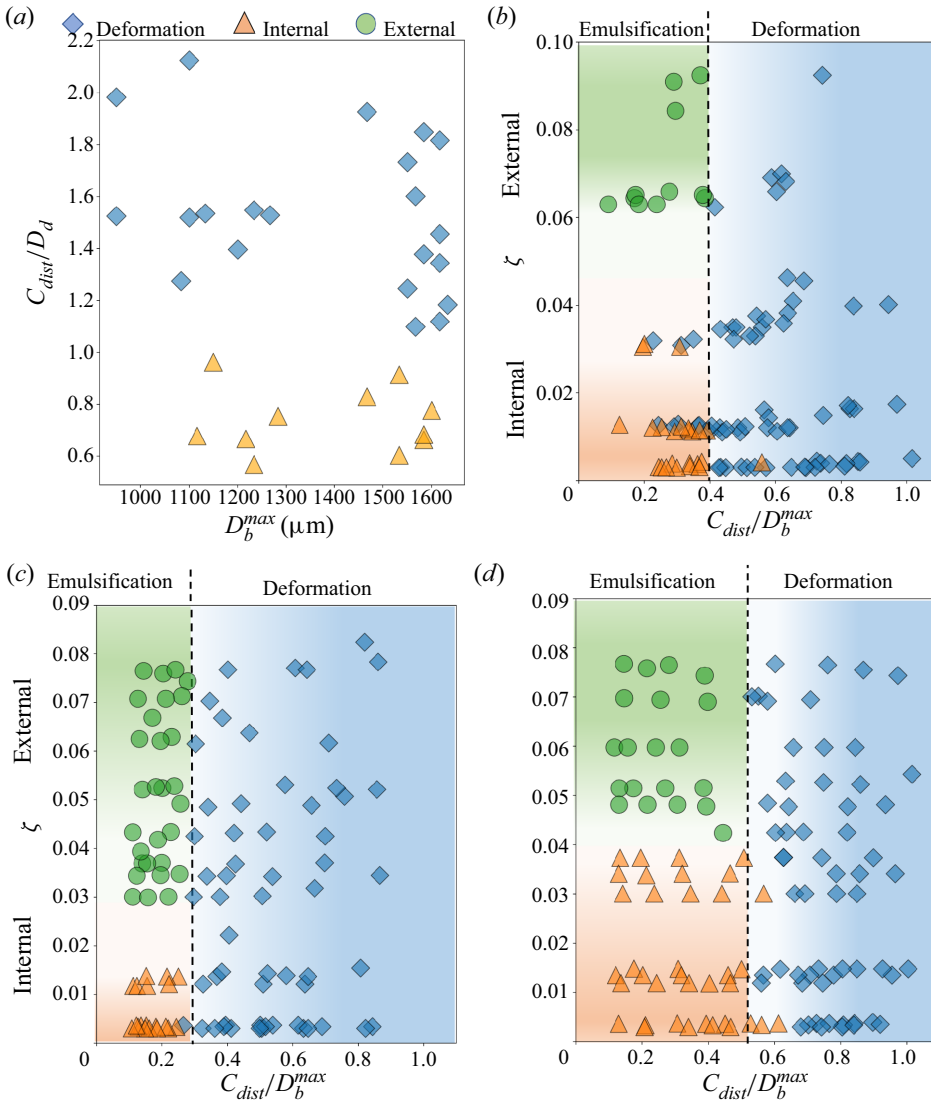 (a) Deformation Internal External
2.2
2.0
1.8
1.6
1.4
1.2
1.0
0.8
0.6
C_dist/D_d
1000 1100 1200 1300 1400 1500 1600
D_b^max (μm)
(b) Emulsification Deformation
0.10
0.08
0.06
0.04
0.02
0 0.2 0.4 0.6 0.8 1.0
External
ζ
Internal
C_dist/D_b^max
(c) Emulsification Deformation
0.09
0.08
0.07
0.06
0.05
0.04
0.03
0.02
0.01
0 0.2 0.4 0.6 0.8 1.0
External
ζ
Internal
C_dist/D_b^max
(d) Emulsification Deformation
0.09
0.08
0.07
0.06
0.05
0.04
0.03
0.02
0.01
0 0.2 0.4 0.6 0.8 1.0
C_dist/D_b^max